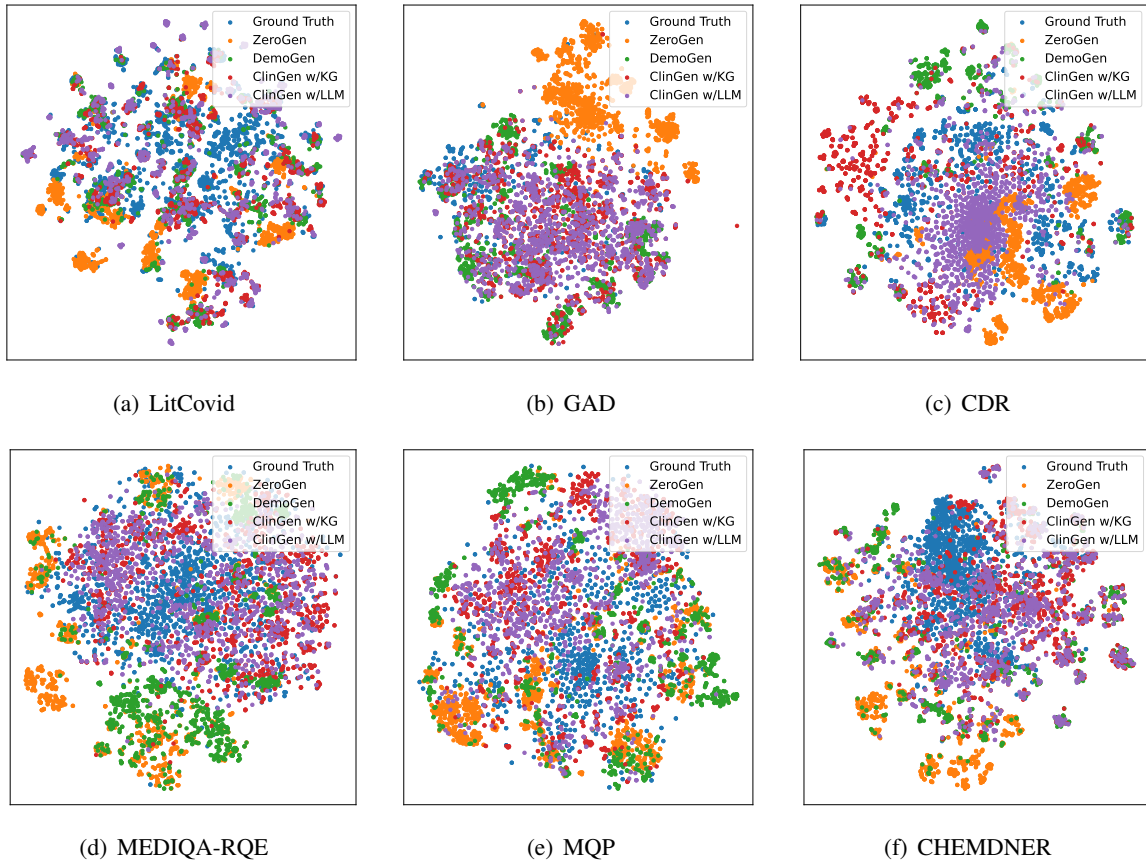 Ground Truth
ZeroGen
DemoGen
ClinGen w/KG
ClinGen w/LLM
(a) LitCovid
Ground Truth
ZeroGen
DemoGen
ClinGen w/KG
ClinGen w/LLM
(b) GAD
Ground Truth
ZeroGen
DemoGen
ClinGen w/KG
ClinGen w/LLM
(c) CDR
Ground Truth
ZeroGen
DemoGen
ClinGen w/KG
ClinGen w/LLM
(d) MEDIQA-RQE
Ground Truth
ZeroGen
DemoGen
ClinGen w/KG
ClinGen w/LLM
(e) MQP
Ground Truth
ZeroGen
DemoGen
ClinGen w/KG
ClinGen w/LLM
(f) CHEMDNER